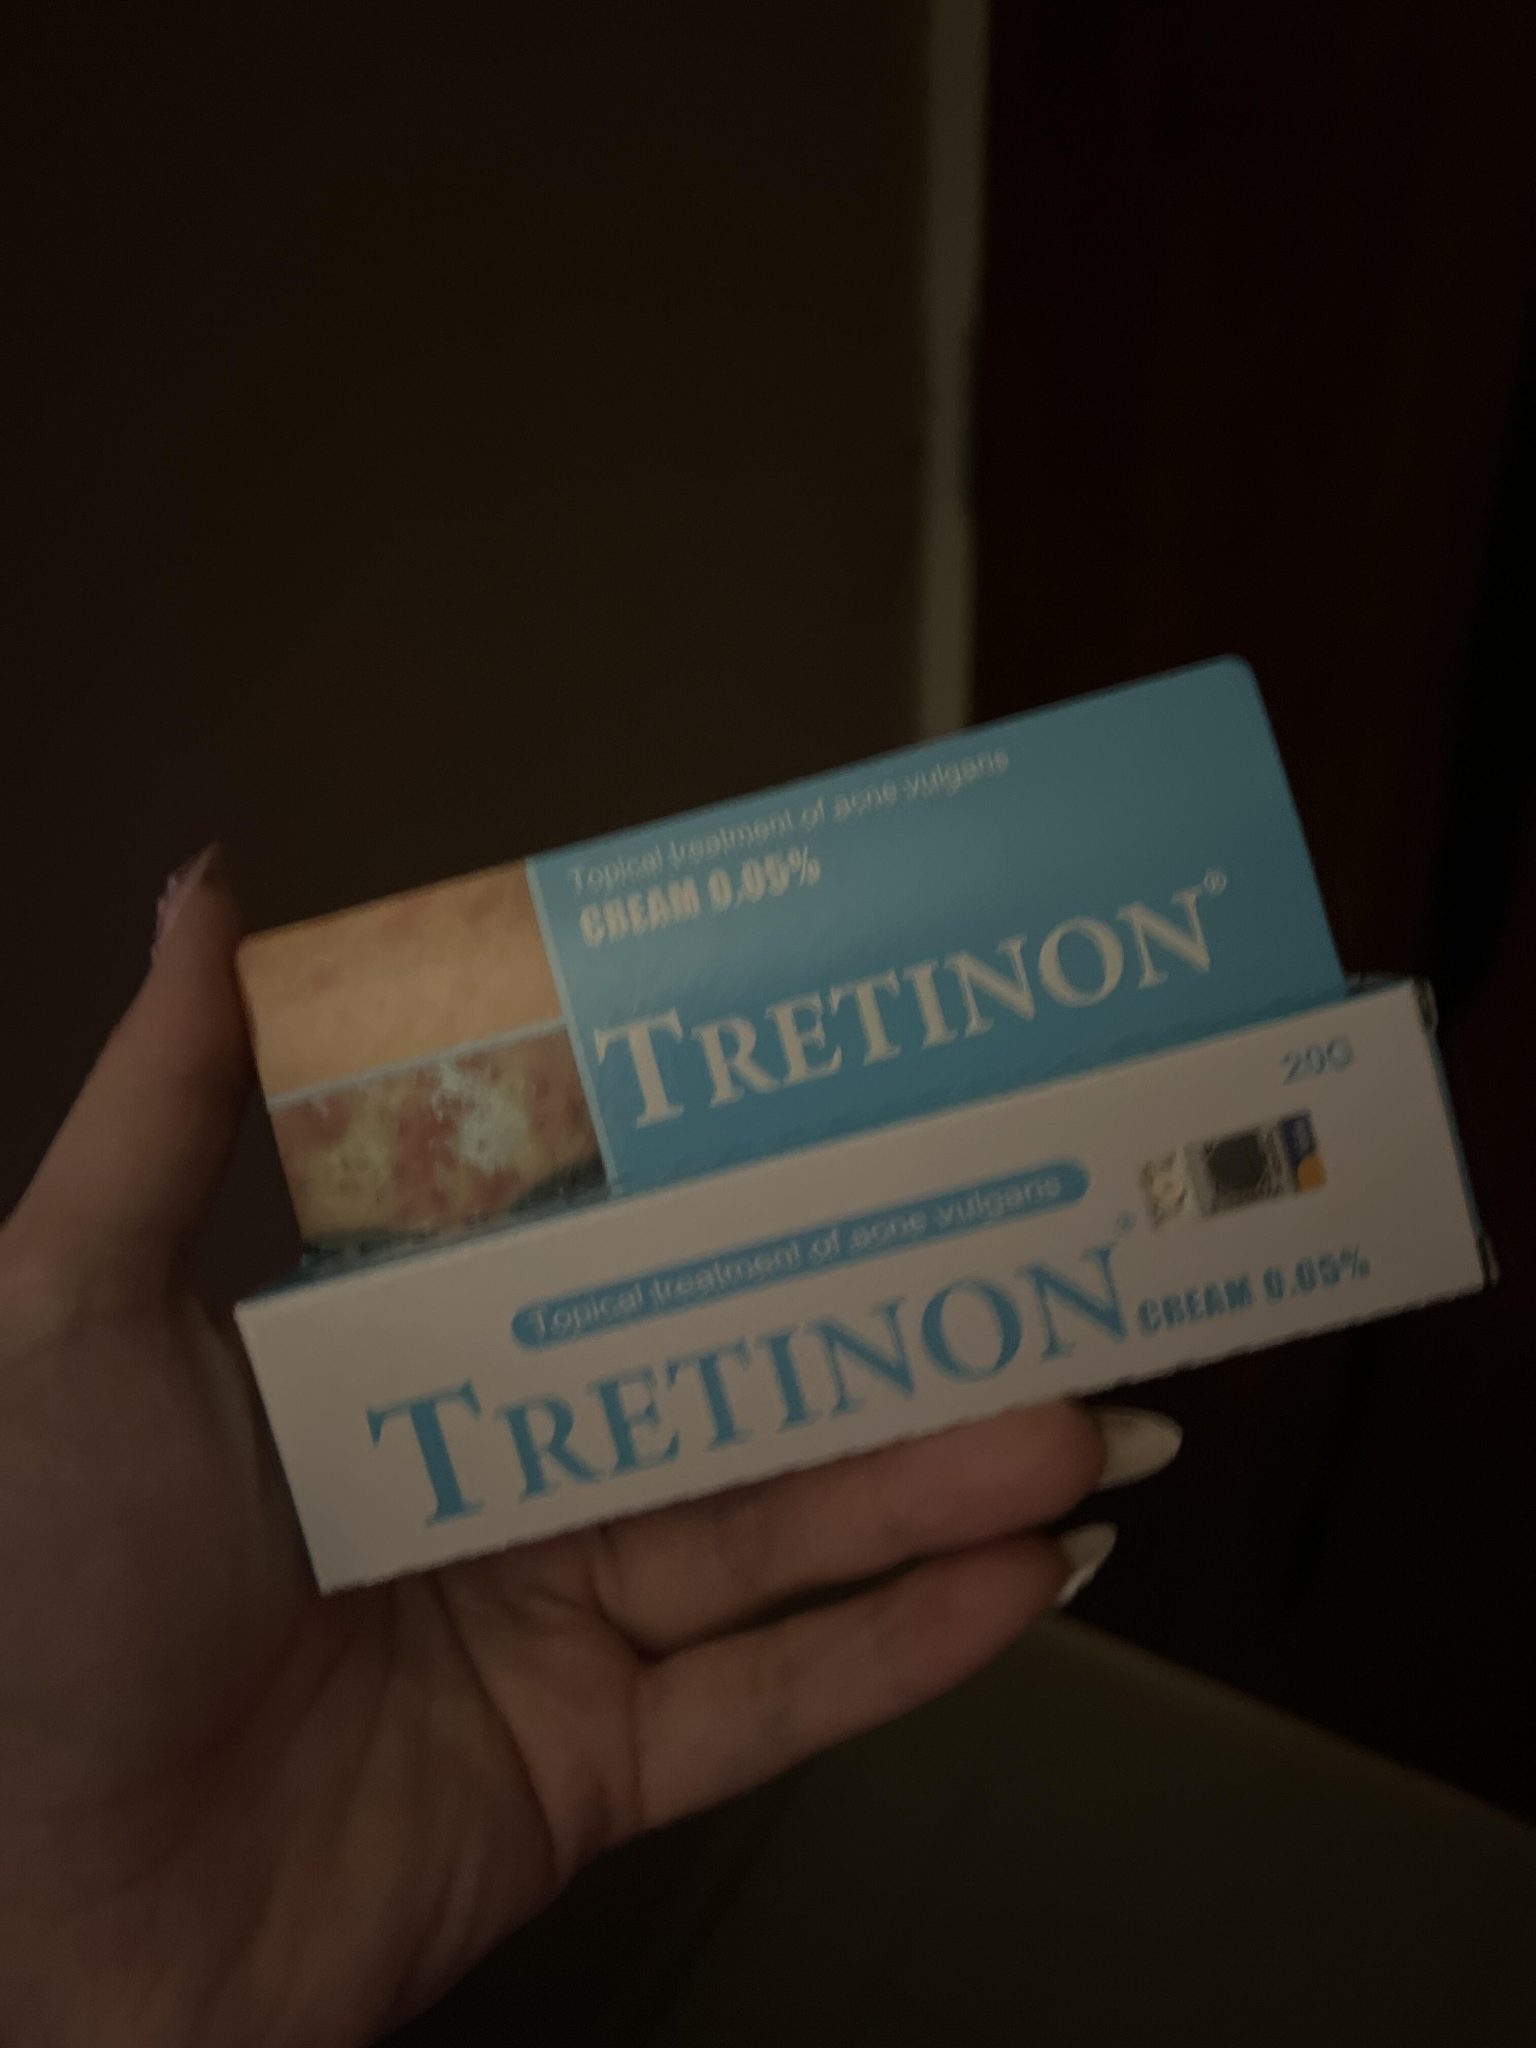 Topical treatment of acne vulgaris
CREAM 0.05%
TRETINON®
20G
Topical treatment of acne vulgaris
TRETINON®
CREAM 0.05%